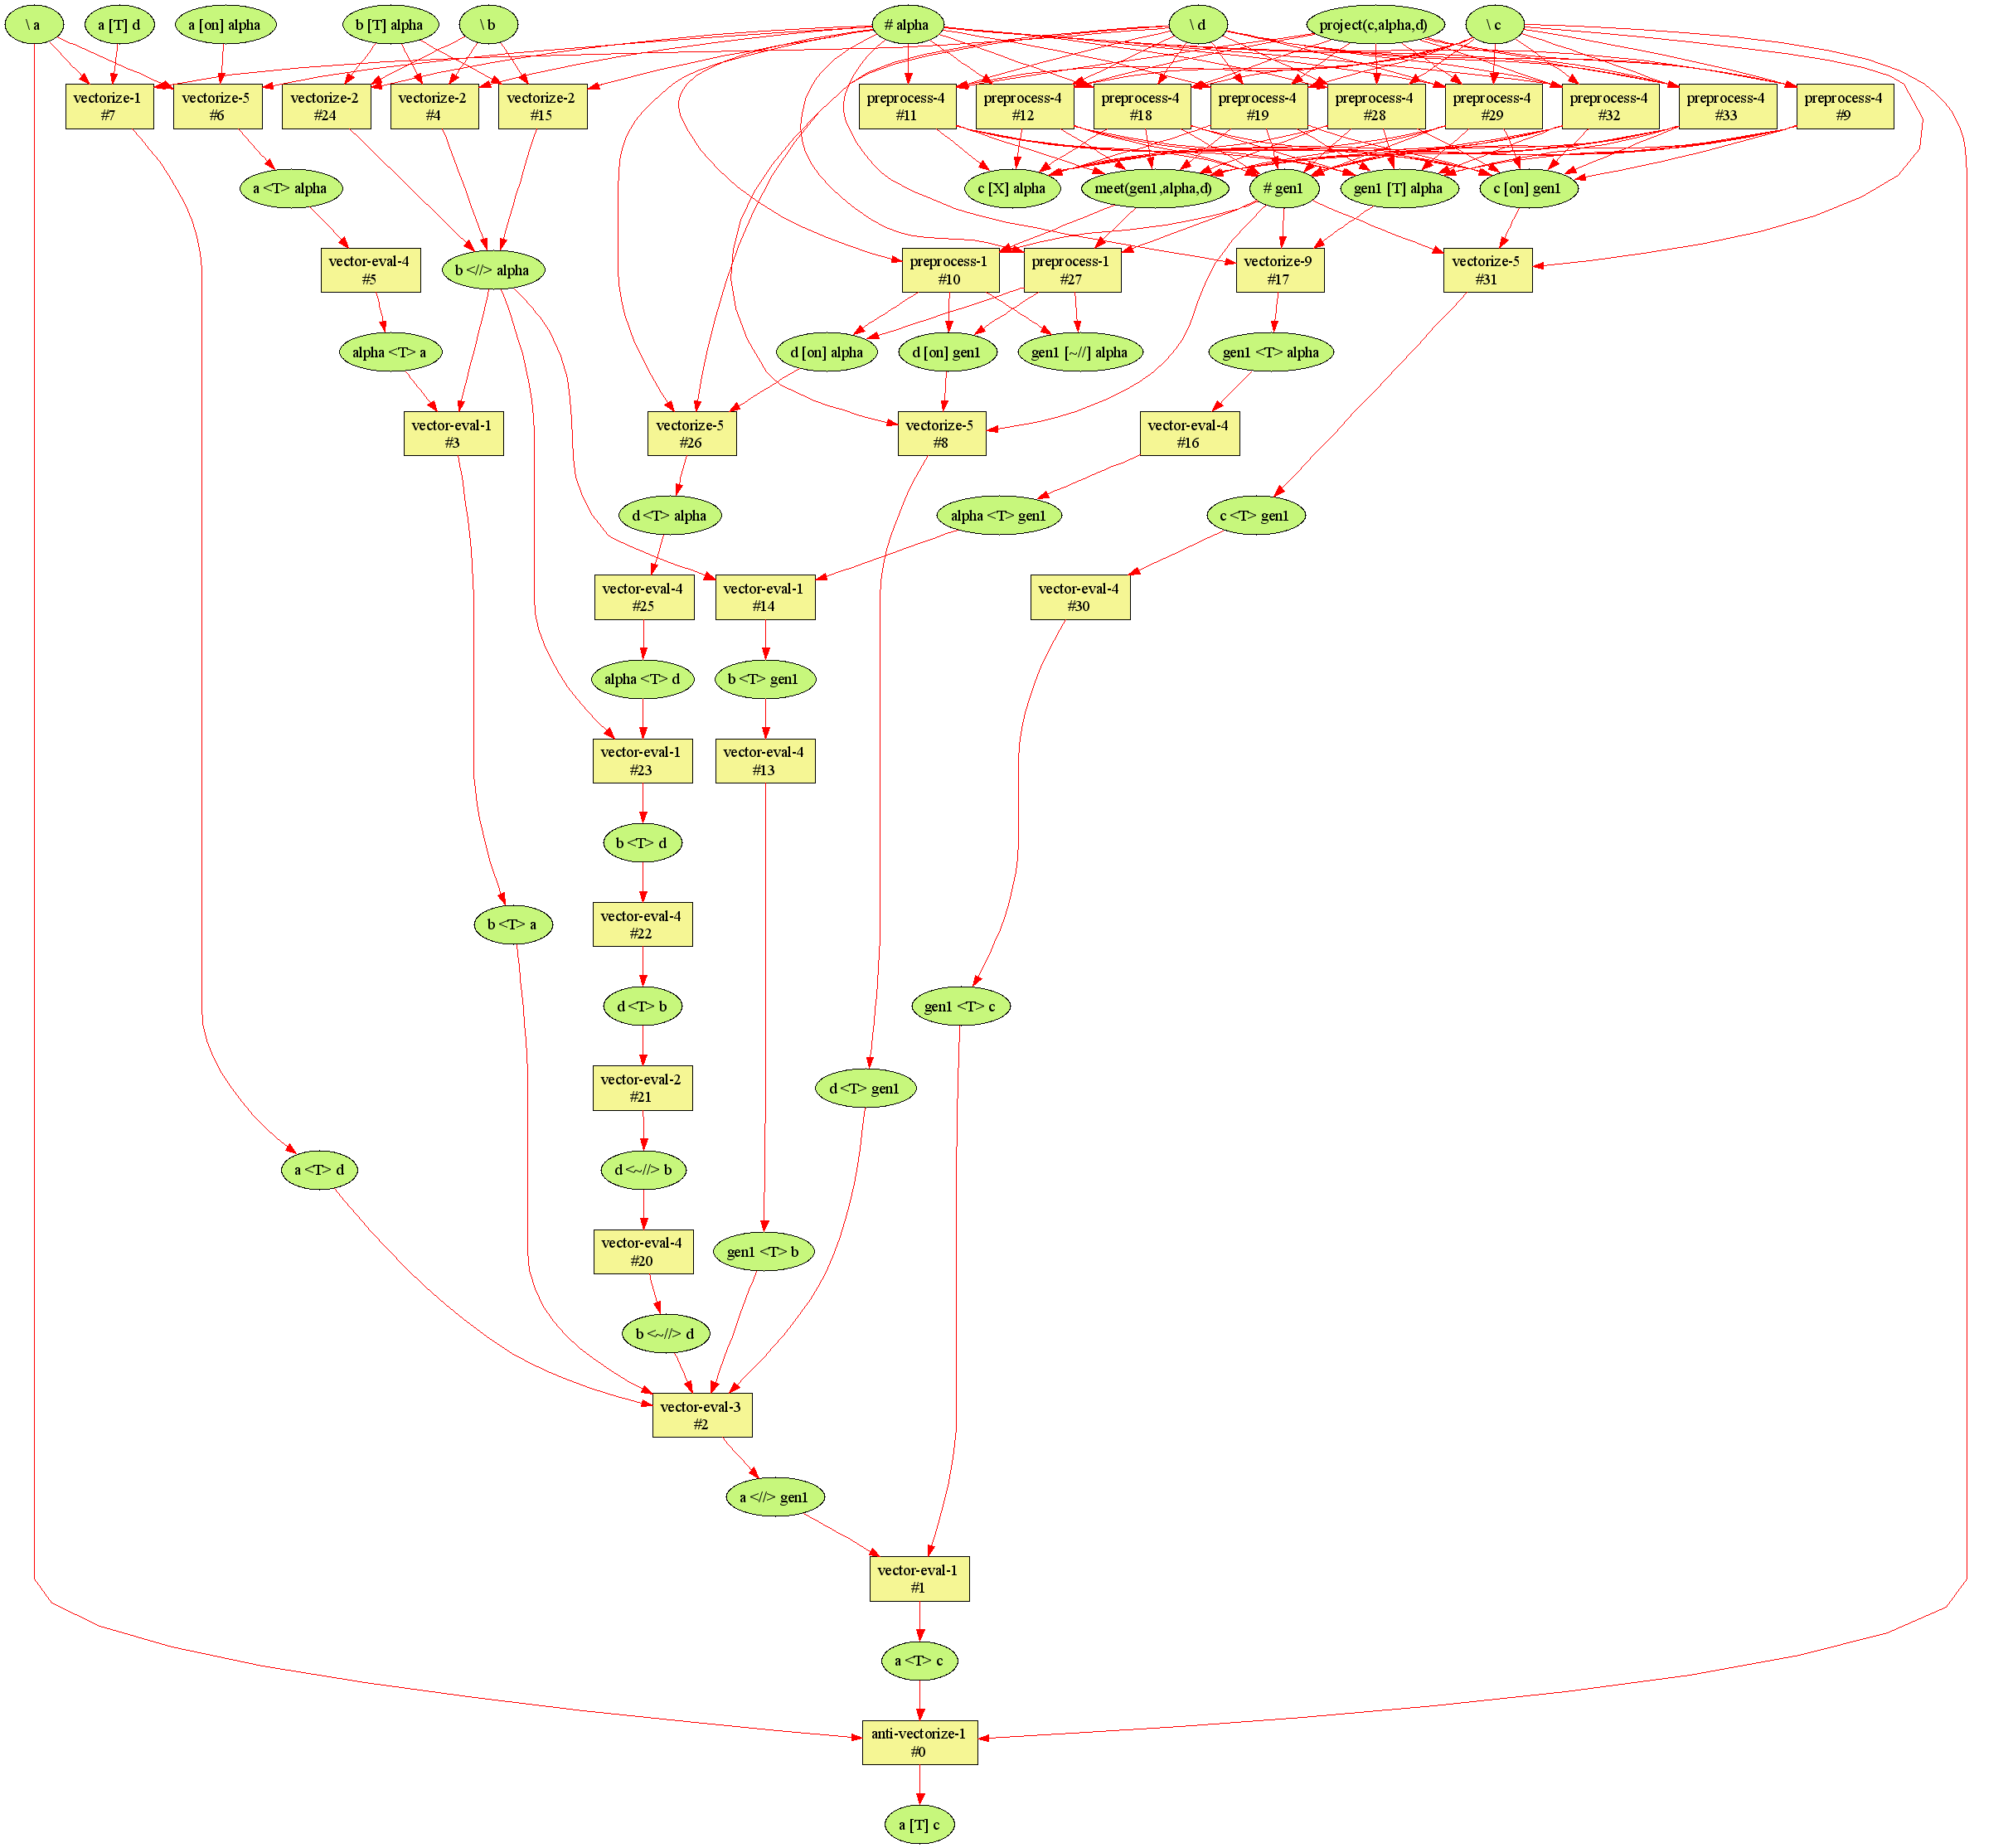 \ a
a [T] d
a [on] alpha
b [T] alpha
\ b
# alpha
\ d
project(c,alpha,d)
\ c
vectorize-1
#7
vectorize-5
#6
vectorize-2
#24
vectorize-2
#4
vectorize-2
#15
preprocess-4
#11
preprocess-4
#12
preprocess-4
#18
preprocess-4
#19
preprocess-4
#28
preprocess-4
#29
preprocess-4
#32
preprocess-4
#33
preprocess-4
#9
a <T> alpha
c [X] alpha
meet(gen1,alpha,d)
# gen1
gen1 [T] alpha
c [on] gen1
vector-eval-4
#5
b <//> alpha
preprocess-1
#10
preprocess-1
#27
vectorize-9
#17
vectorize-5
#31
alpha <T> a
d [on] alpha
d [on] gen1
gen1 [~//] alpha
gen1 <T> alpha
vector-eval-1
#3
vectorize-5
#26
vectorize-5
#8
vector-eval-4
#16
d <T> alpha
alpha <T> gen1
c <T> gen1
vector-eval-4
#25
vector-eval-1
#14
vector-eval-4
#30
alpha <T> d
b <T> gen1
vector-eval-1
#23
vector-eval-4
#13
b <T> d
b <T> a
vector-eval-4
#22
d <T> b
gen1 <T> c
vector-eval-2
#21
d <T> gen1
a <T> d
d <~//> b
vector-eval-4
#20
gen1 <T> b
b <~//> d
vector-eval-3
#2
a <//> gen1
vector-eval-1
#1
a <T> c
anti-vectorize-1
#0
a [T] c